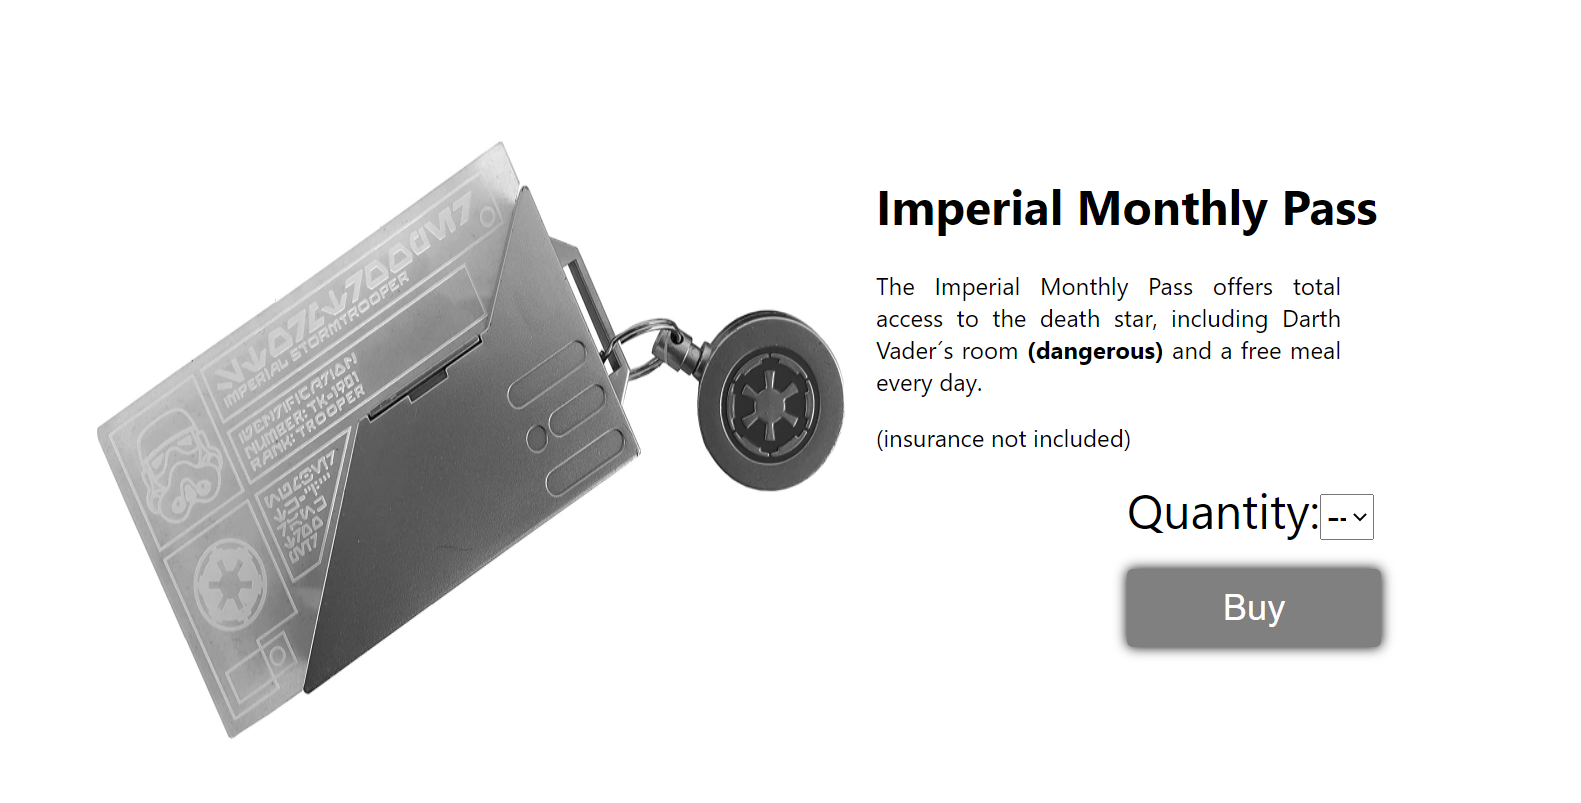 IMPERIAL STORMTROOPER
IDENTIFICATION
NUMBER: TK-1901
RANK: TROOPER
Imperial Monthly Pass
The Imperial Monthly Pass offers total
access to the death star, including Darth
Vader´s room (dangerous) and a free meal
every day.
(insurance not included)
Quantity: --
Buy